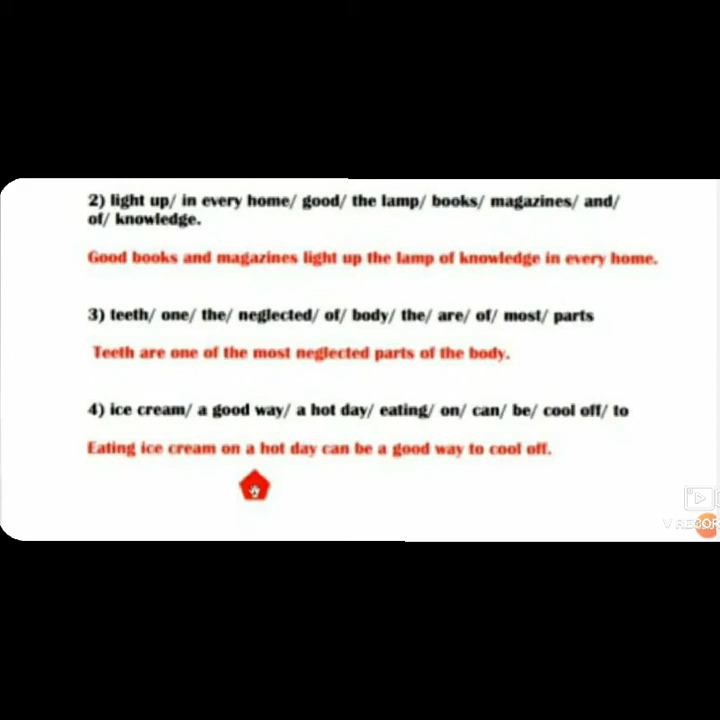 2) light up/ in every home/ good/ the lamp/ books/ magazines/ and/
of/ knowledge.
Good books and magazines light up the lamp of knowledge in every home.
3) teeth/ one/ the/ neglected/ of/ body/ the/ are/ of/ most/ parts
Teeth are one of the most neglected parts of the body.
4) ice cream/ a good way/ a hot day/ eating/ on/ can/ be/ cool off/ to
Eating ice cream on a hot day can be a good way to cool off.
V RECOR